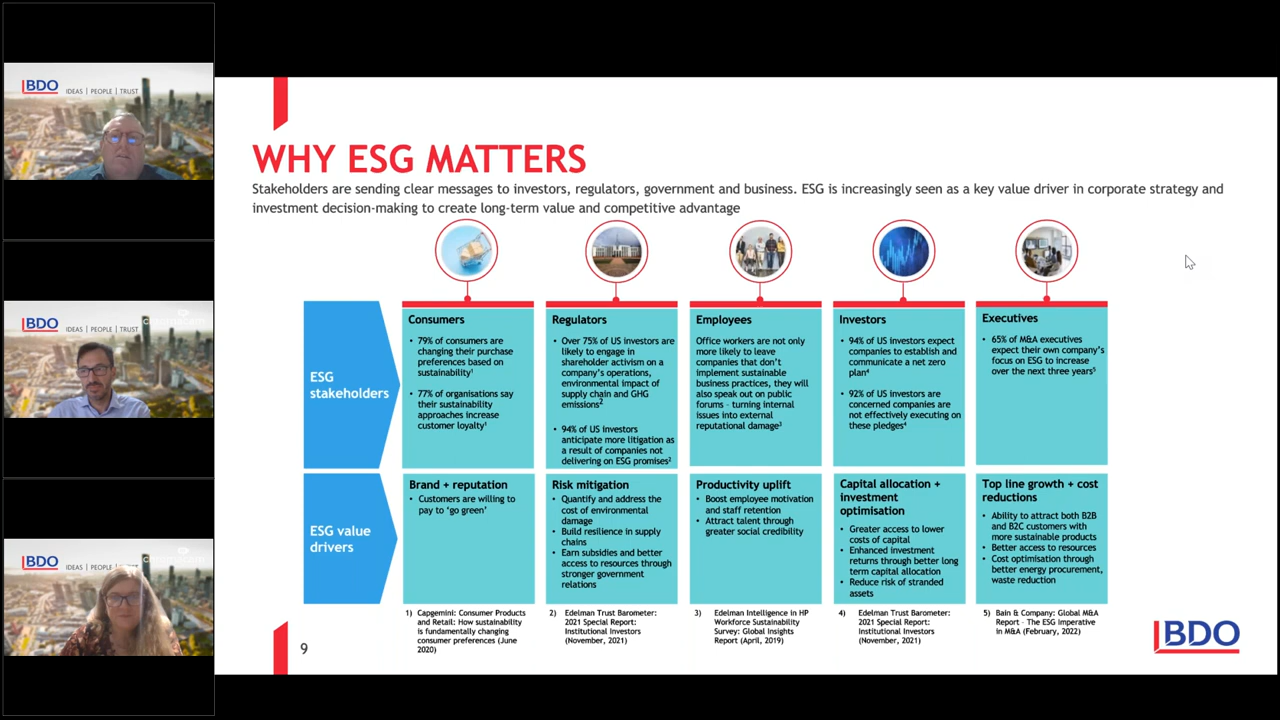 BDO IDEAS | PEOPLE | TRUST
BDO IDEAS | PEOPLE | TRUST
BDO IDEAS | PEOPLE | TRUST
WHY ESG MATTERS
Stakeholders are sending clear messages to investors, regulators, government and business. ESG is increasingly seen as a key value driver in corporate strategy and
investment decision-making to create long-term value and competitive advantage
ESG
stakeholders
Consumers
• 79% of consumers are
changing their purchase
preferences based on
sustainability¹
• 77% of organisations say
their sustainability
approaches increase
customer loyalty¹
Regulators
• Over 75% of US investors are
likely to engage in
shareholder activism on a
company's operations,
environmental impact of
supply chain and GHG
emissions²
• 94% of US investors
anticipate more litigation as
a result of companies not
delivering on ESG promises²
Employees
Office workers are not only
more likely to leave
companies that don't
implement sustainable
business practices, they will
also speak out on public
forums – turning internal
issues into external
reputational damage³
Investors
• 94% of US investors expect
companies to establish and
communicate a net zero
plan⁴
• 92% of US investors are
concerned companies are
not effectively executing on
these pledges⁴
Executives
• 65% of M&A executives
expect their own company's
focus on ESG to increase
over the next three years⁵
ESG value
drivers
Brand + reputation
• Customers are willing to
pay to 'go green'
Risk mitigation
• Quantify and address the
cost of environmental
damage
• Build resilience in supply
chains
• Earn subsidies and better
access to resources through
stronger government
relations
Productivity uplift
• Boost employee motivation
and staff retention
• Attract talent through
greater social credibility
Capital allocation +
investment
optimisation
• Greater access to lower
costs of capital
• Enhanced investment
returns through better long
term capital allocation
• Reduce risk of stranded
assets
Top line growth + cost
reductions
• Ability to attract both B2B
and B2C customers with
more sustainable products
• Better access to resources
• Cost optimisation through
better energy procurement,
waste reduction
1) Capgemini: Consumer Products
and Retail: How sustainability
is fundamentally changing
consumer preferences (June
2020)
2) Edelman Trust Barometer:
2021 Special Report:
Institutional Investors
(November, 2021)
3) Edelman Intelligence in HP
Workforce Sustainability
Survey: Global Insights
Report (April, 2019)
4) Edelman Trust Barometer:
2021 Special Report:
Institutional Investors
(November, 2021)
5) Bain & Company: Global M&A
Report – The ESG imperative
in M&A (February, 2022)
9
BDO